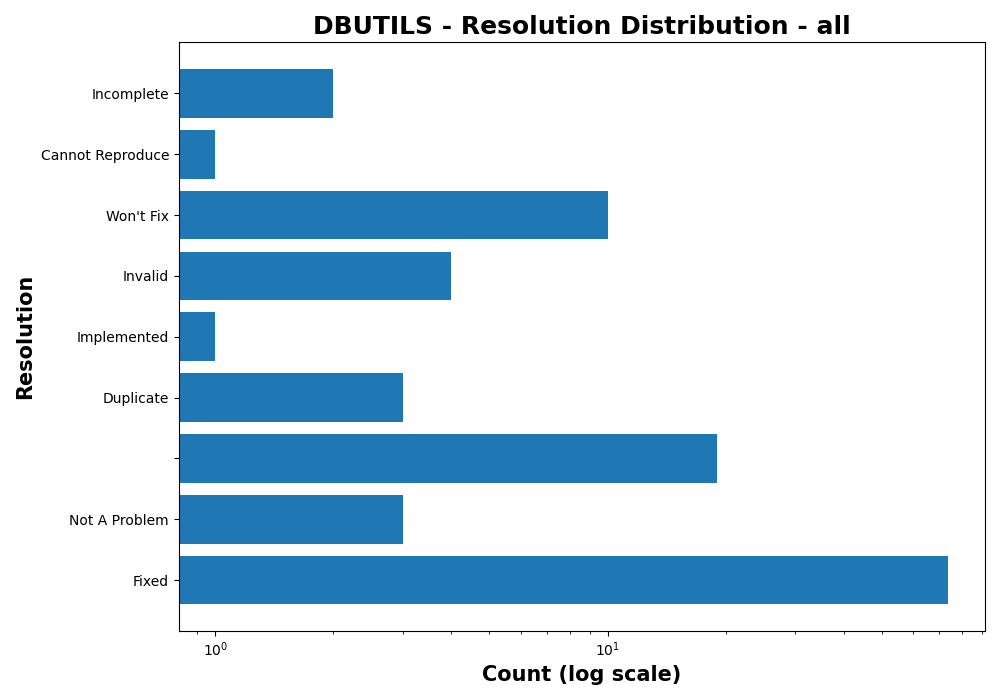 DBUTILS - Resolution Distribution - all
Incomplete
Cannot Reproduce
Won't Fix
Invalid
Implemented
Duplicate
Not A Problem
Fixed
Resolution
10⁰ 10¹
Count (log scale)